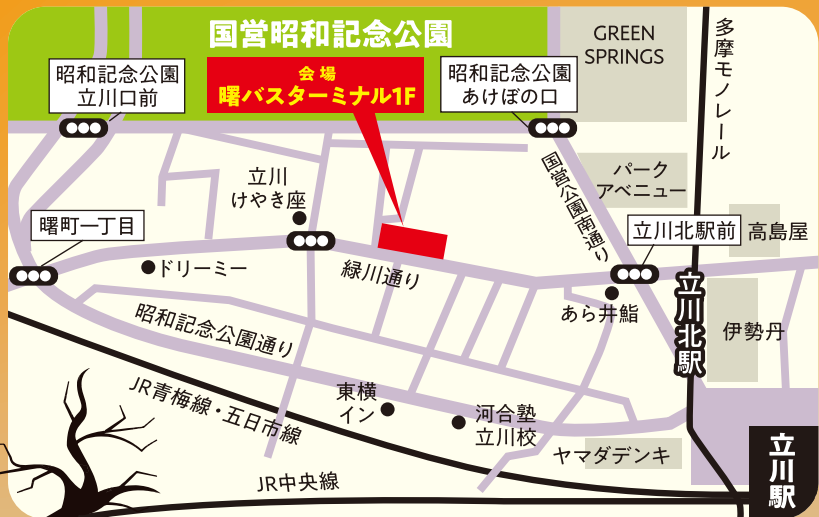 国営昭和記念公園
GREEN
SPRINGS
多摩モノレール
会場
曙バスターミナル1F
昭和記念公園
立川口前
昭和記念公園
あけぼの口
パーク
アベニュー
国営公園南通り
立川
けやき座
曙町一丁目
立川北駅前
高島屋
ドリーミー
緑川通り
立川北駅
あら井鮨
伊勢丹
昭和記念公園通り
JR青梅線・五日市線
東横
イン
河合塾
立川校
ヤマダデンキ
立川駅
JR中央線